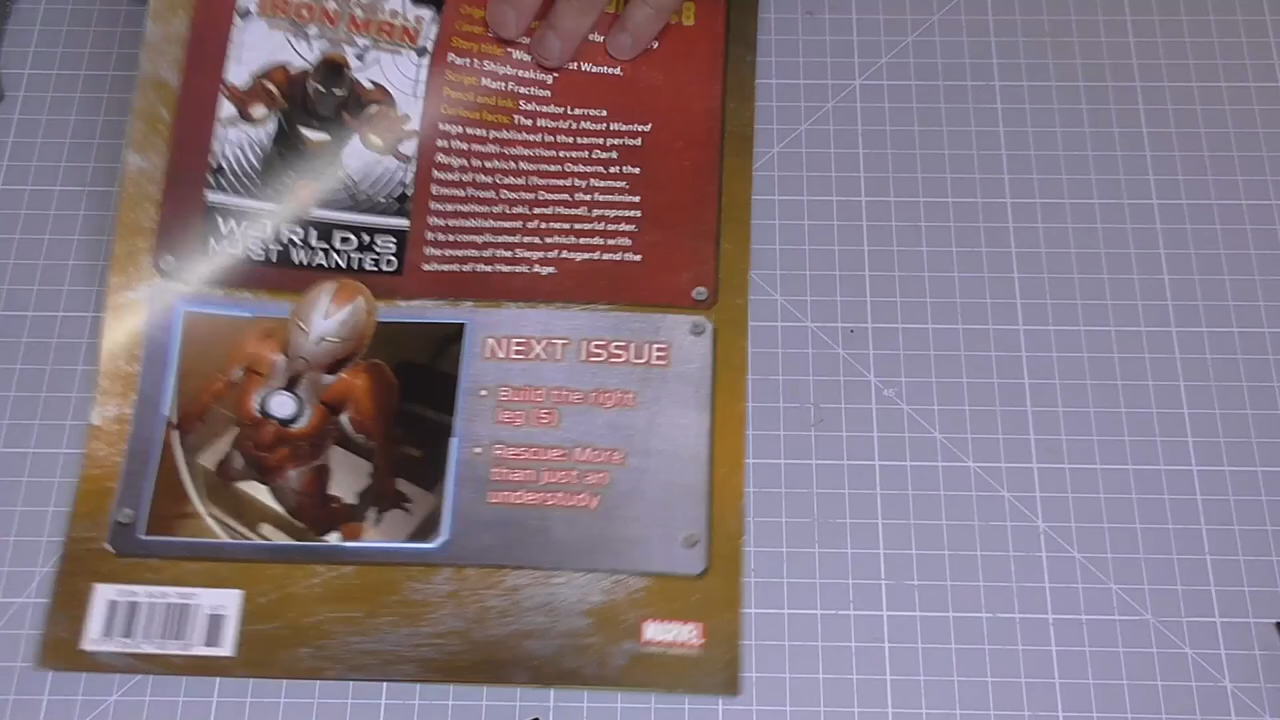 IRON MAN
WORLD'S
MOST WANTED
Story title:
Wanted,
Part 1: Shipbreaking"
Script: Matt Fraction
Pencil and ink: Salvador Larroca
Curious facts: The World's Most Wanted
saga was published in the same period
as the multi-collection event Dark
Reign, in which Norman Osborn, at the
head of the Cabal (formed by Namor,
Emma Frost, Doctor Doom, the feminine
incarnation of Loki, and Hood), proposes
the establishment of a new world order.
It is a complicated era, which ends with
the events of the Siege of Asgard and the
advent of the Heroic Age.
NEXT ISSUE
• Build the right
leg (5)
• Rescue: More
than just an
understudy
MARVEL
45°